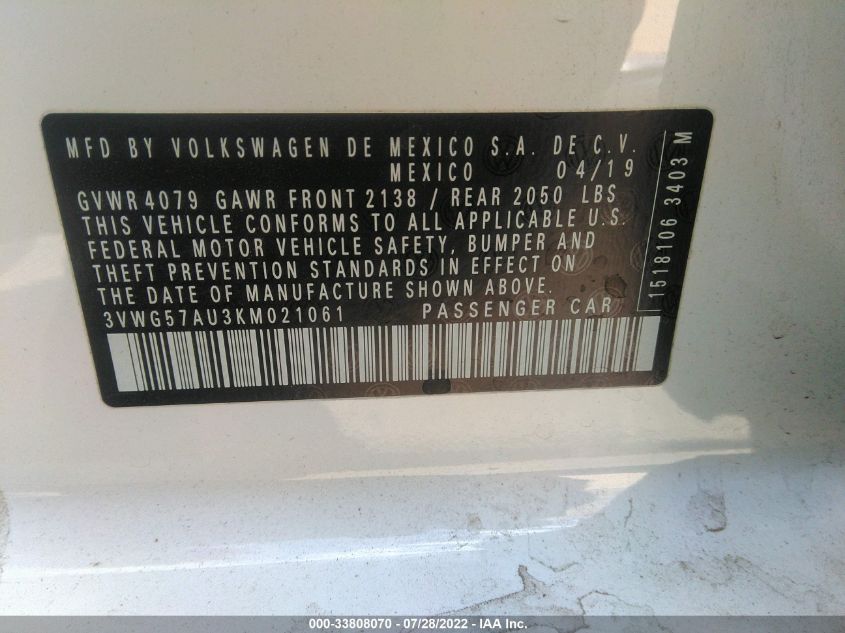 MFD BY VOLKSWAGEN DE MEXICO S.A. DE C.V.
MEXICO 04/19
GVWR 4079 GAWR FRONT 2138 / REAR 2050 LBS
THIS VEHICLE CONFORMS TO ALL APPLICABLE U.S.
FEDERAL MOTOR VEHICLE SAFETY, BUMPER AND
THEFT PREVENTION STANDARDS IN EFFECT ON
THE DATE OF MANUFACTURE SHOWN ABOVE.
3VWG57AU3KM021061 PASSENGER CAR
1518106 3403 M
000-33808070 - 07/28/2022 - IAA Inc.